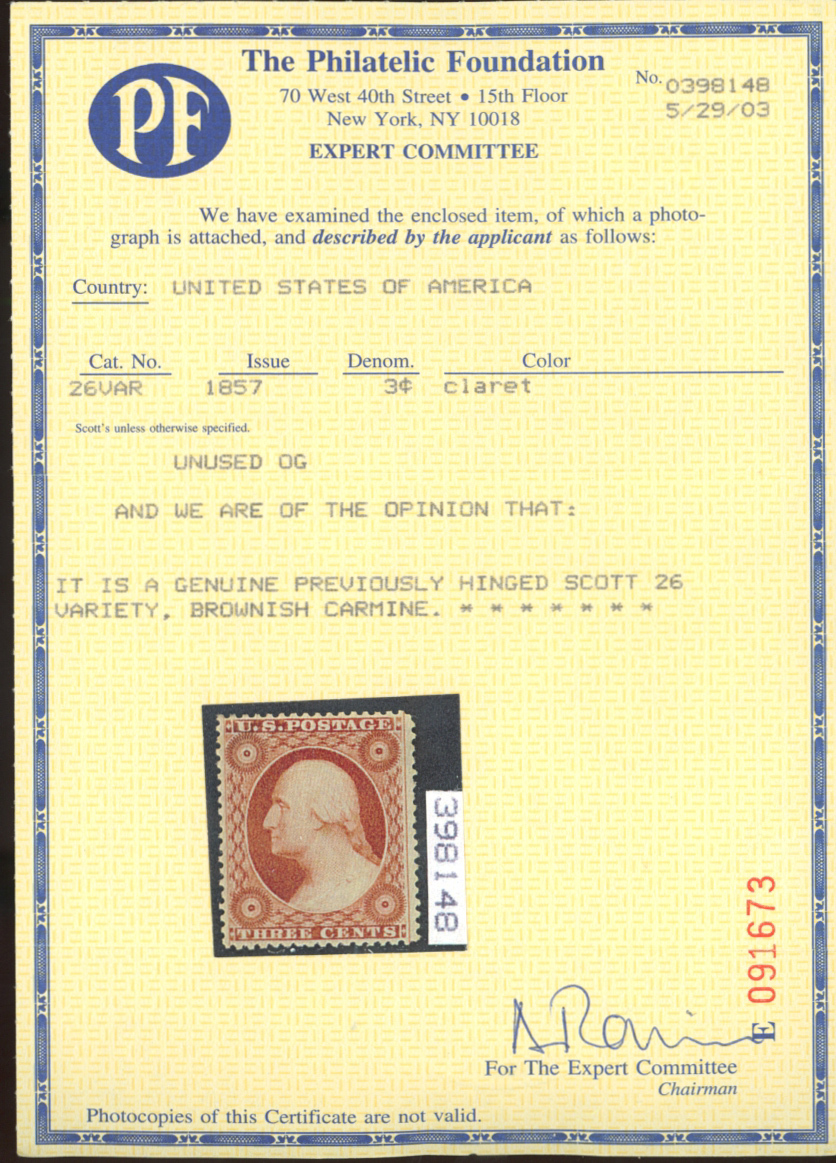 PF
The Philatelic Foundation
70 West 40th Street • 15th Floor
New York, NY 10018
EXPERT COMMITTEE
No. 0398148
5/29/03
We have examined the enclosed item, of which a photo-
graph is attached, and described by the applicant as follows:
Country: UNITED STATES OF AMERICA
Cat. No. Issue Denom. Color
26VAR 1857 3¢ claret
Scott's unless otherwise specified.
UNUSED OG
AND WE ARE OF THE OPINION THAT:
IT IS A GENUINE PREVIOUSLY HINGED SCOTT 26
VARIETY, BROWNISH CARMINE. * * * * * * *
U.S. POSTAGE
THREE CENTS
398148
E 091673
For The Expert Committee
Chairman
Photocopies of this Certificate are not valid.